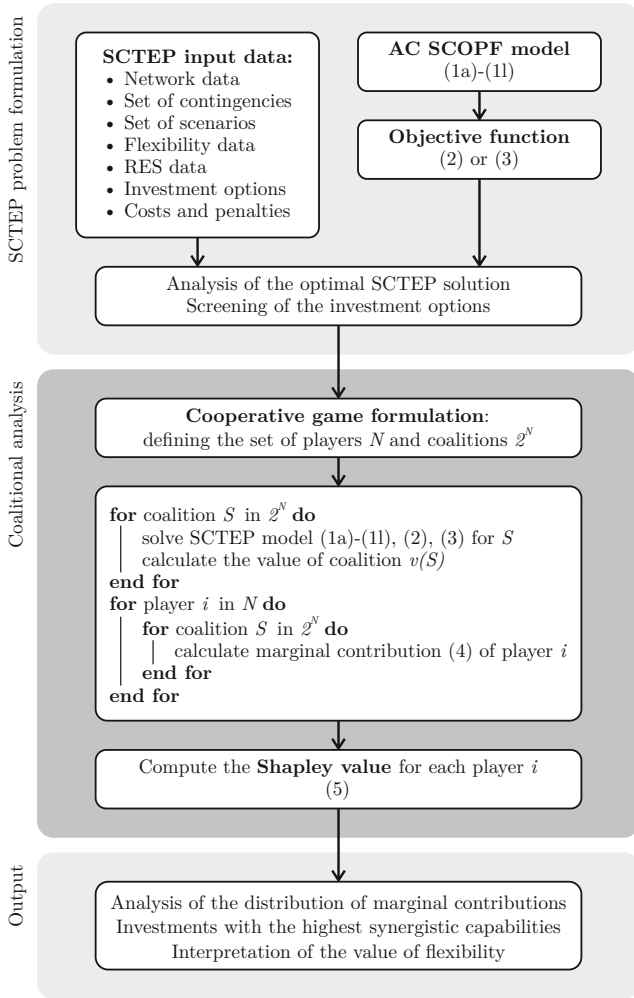 SCTEP problem formulation
SCTEP input data:
• Network data
• Set of contingencies
• Set of scenarios
• Flexibility data
• RES data
• Investment options
• Costs and penalties
AC SCOPF model
(1a)-(1l)
Objective function
(2) or (3)
Analysis of the optimal SCTEP solution
Screening of the investment options
Coalitional analysis
Cooperative game formulation:
defining the set of players N and coalitions 2^N
for coalition S in 2^N do
solve SCTEP model (1a)-(1l), (2), (3) for S
calculate the value of coalition v(S)
end for
for player i in N do
for coalition S in 2^N do
calculate marginal contribution (4) of player i
end for
end for
Compute the Shapley value for each player i
(5)
Output
Analysis of the distribution of marginal contributions
Investments with the highest synergistic capabilities
Interpretation of the value of flexibility